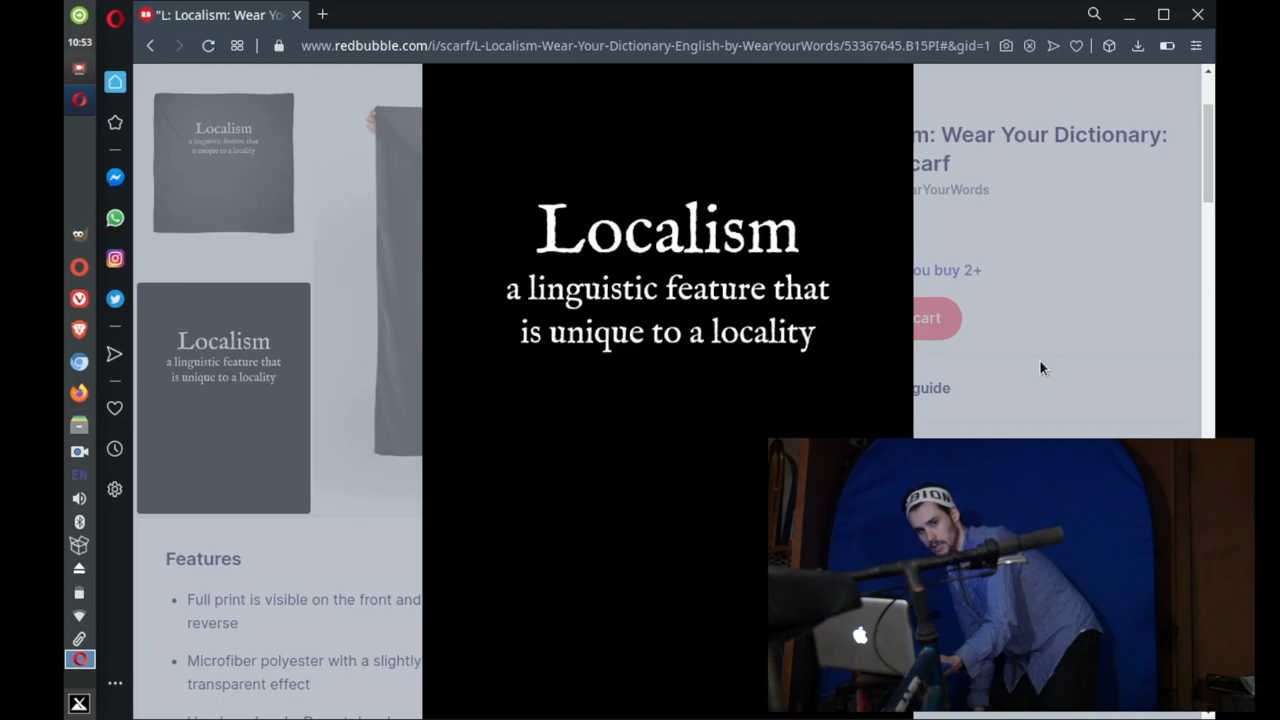 10:53
EN
"L: Localism: Wear Yo
www.redbubble.com/i/scarf/L-Localism-Wear-Your-Dictionary-English-by-WearYourWords/53367645.B15PI#&gid=1
Localism
a linguistic feature that
is unique to a locality
Localism
a linguistic feature that
is unique to a locality
Features
Full print is visible on the front and
reverse
Microfiber polyester with a slightly
transparent effect
Localism
a linguistic feature that
is unique to a locality
m: Wear Your Dictionary:
carf
arYourWords
ou buy 2+
cart
guide
BION